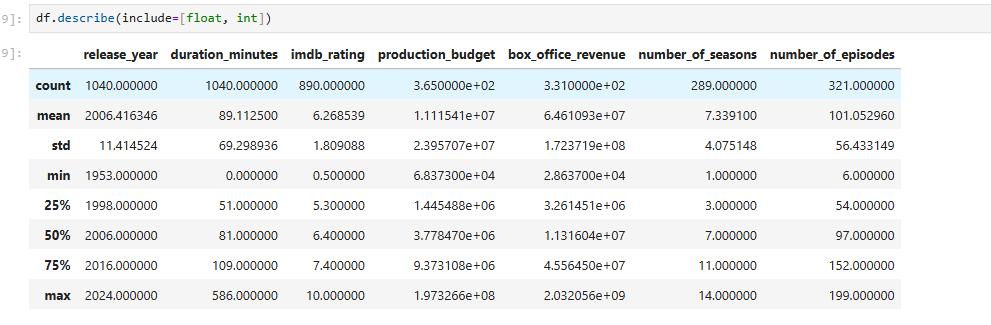 9]: df.describe(include=[float, int])
9]: release_year duration_minutes imdb_rating production_budget box_office_revenue number_of_seasons number_of_episodes
count 1040.000000 1040.000000 890.000000 3.650000e+02 3.310000e+02 289.000000 321.000000
mean 2006.416346 89.112500 6.268539 1.111541e+07 6.461093e+07 7.339100 101.052960
std 11.414524 69.298936 1.809088 2.395707e+07 1.723719e+08 4.075148 56.433149
min 1953.000000 0.000000 0.500000 6.837300e+04 2.863700e+04 1.000000 6.000000
25% 1998.000000 51.000000 5.300000 1.445488e+06 3.261451e+06 3.000000 54.000000
50% 2006.000000 81.000000 6.400000 3.778470e+06 1.131604e+07 7.000000 97.000000
75% 2016.000000 109.000000 7.400000 9.373108e+06 4.556450e+07 11.000000 152.000000
max 2024.000000 586.000000 10.000000 1.973266e+08 2.032056e+09 14.000000 199.000000